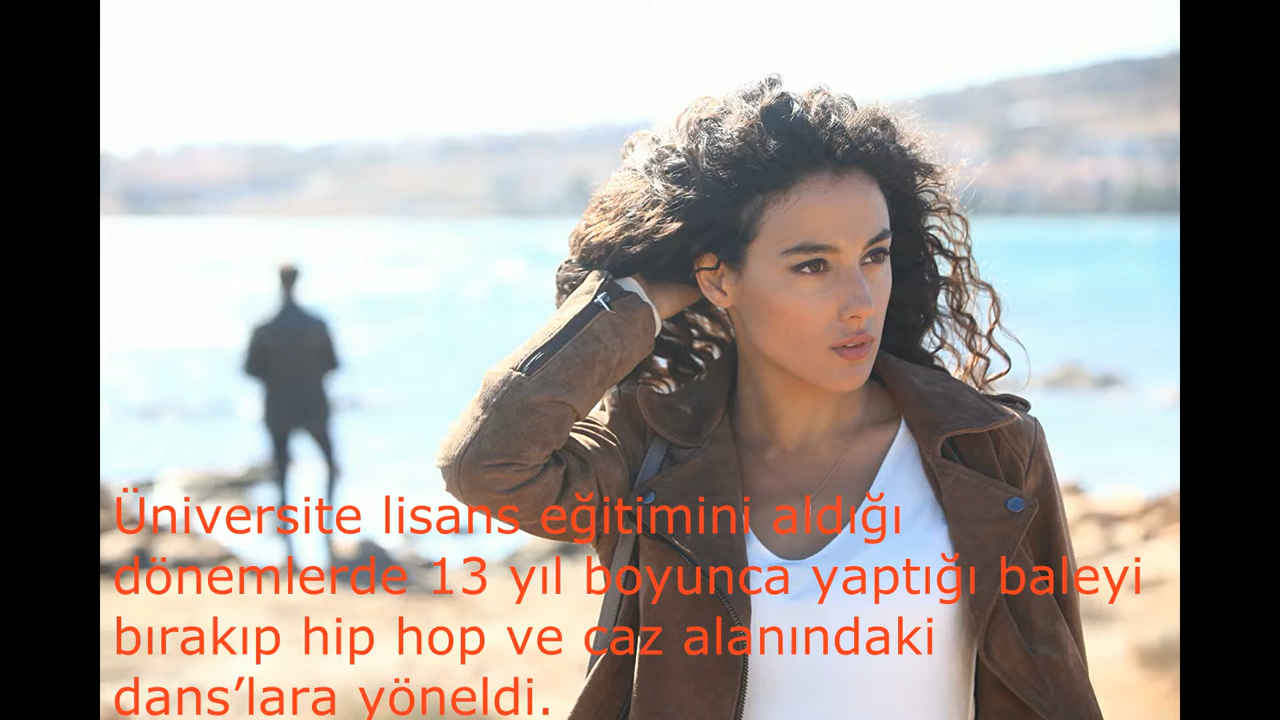 Üniversite lisans eğitimini aldığı
dönemlerde 13 yıl boyunca yaptığı baleyi
bırakıp hip hop ve caz alanındaki
dans’lara yöneldi.